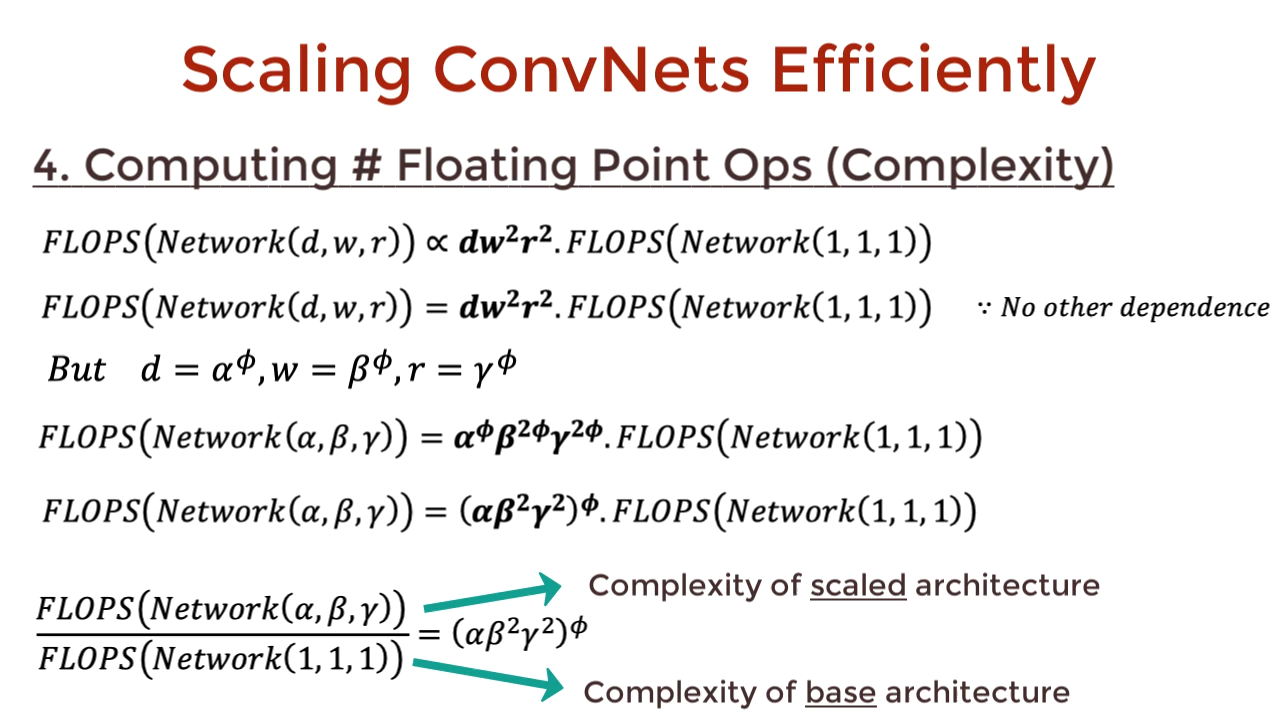 Scaling ConvNets Efficiently
4. Computing # Floating Point Ops (Complexity)
FLOPS(Network(d, w, r)) ∝ dw²r². FLOPS(Network(1, 1, 1))
FLOPS(Network(d, w, r)) = dw²r². FLOPS(Network(1, 1, 1)) ∵ No other dependence
But d = α^ϕ, w = β^ϕ, r = γ^ϕ
FLOPS(Network(α, β, γ)) = α^ϕβ^2ϕγ^2ϕ. FLOPS(Network(1, 1, 1))
FLOPS(Network(α, β, γ)) = (αβ²γ²)^ϕ. FLOPS(Network(1, 1, 1))
Complexity of scaled architecture
FLOPS(Network(α, β, γ))
= (αβ²γ²)^ϕ
FLOPS(Network(1, 1, 1))
Complexity of base architecture